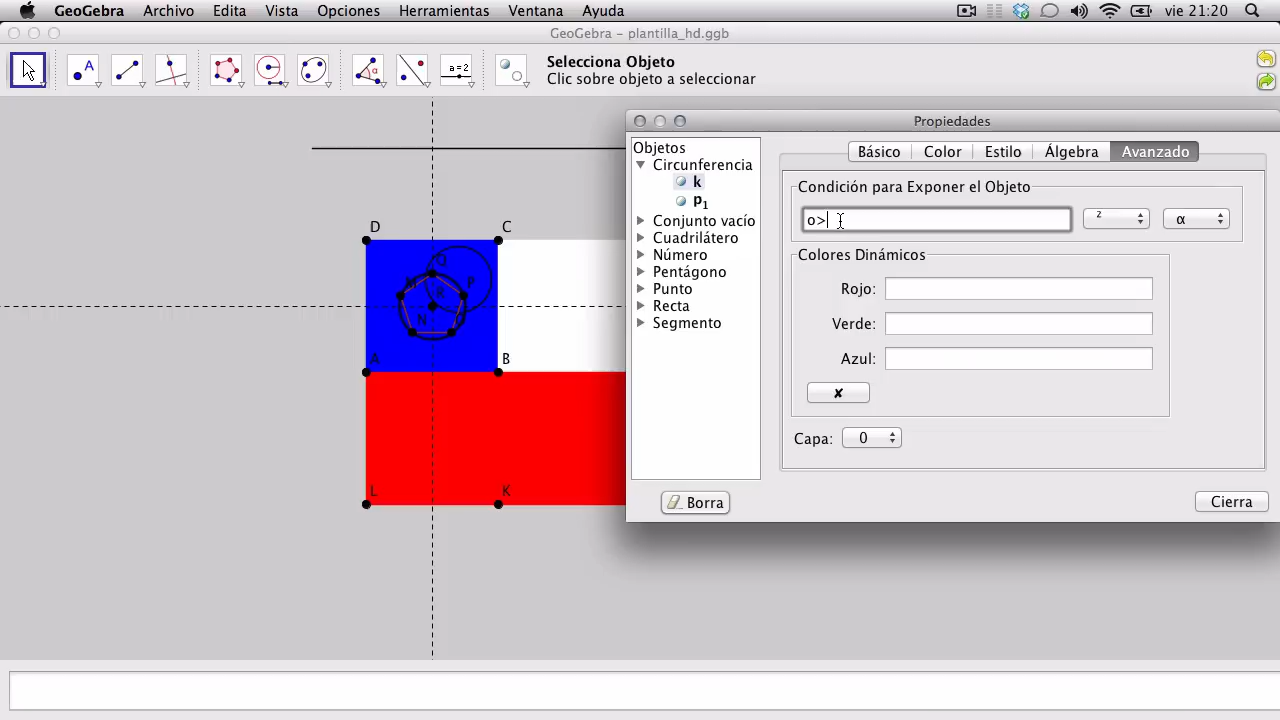 GeoGebra Archivo Edita Vista Opciones Herramientas Ventana Ayuda vie 21:20
GeoGebra – plantilla_hd.ggb
A
α
a=2
Selecciona Objeto
Clic sobre objeto a seleccionar
Propiedades
Objetos
Circunferencia
k
p1
Conjunto vacío
Cuadrilátero
Número
Pentágono
Punto
Recta
Segmento
Borra
Básico Color Estilo Álgebra Avanzado
Condición para Exponer el Objeto
o> ² α
Colores Dinámicos
Rojo:
Verde:
Azul:
✘
Capa: 0
Cierra
D C
Q
M P
R
N
A B
L K